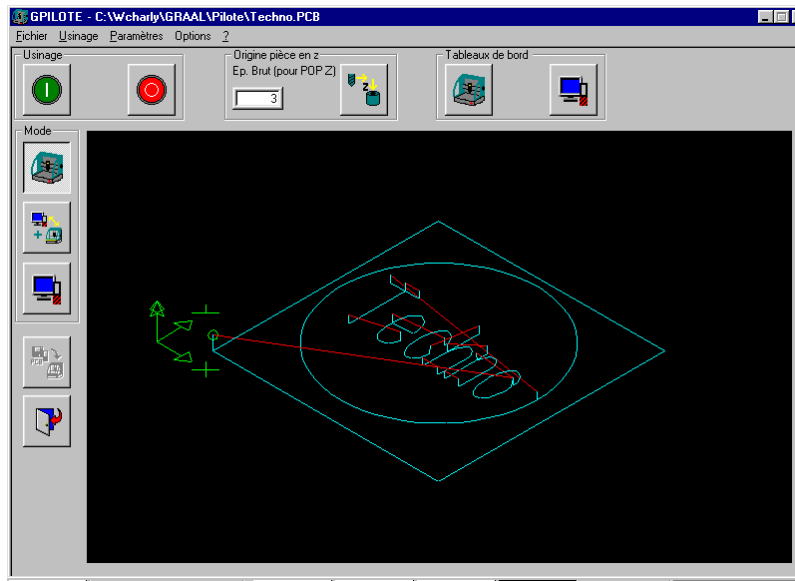 GPILOTE - C:\Wcharly\GRAAL\Pilote\Techno.PCB
Fichier Usinage Paramètres Options ?
Usinage
Origine pièce en z
Ep. Brut (pour POP Z)
3
Z
Tableaux de bord
Mode
Techno
PCB